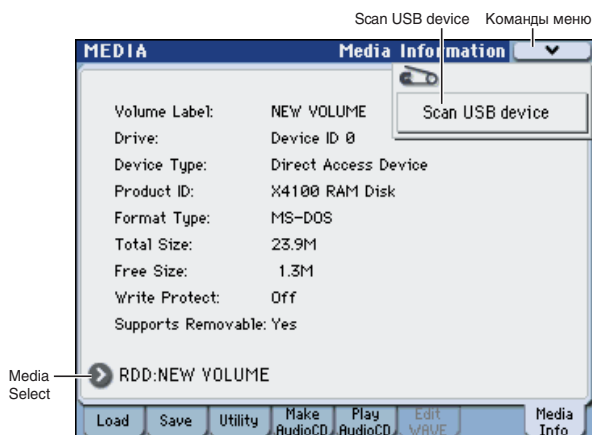 Scan USB device Команды меню
MEDIA Media Information
Scan USB device
Volume Label: NEW VOLUME
Drive: Device ID 0
Device Type: Direct Access Device
Product ID: X4100 RAM Disk
Format Type: MS-DOS
Total Size: 23.9M
Free Size: 1.3M
Write Protect: Off
Supports Removable: Yes
Media
Select
RDD:NEW VOLUME
Load Save Utility Make AudioCD Play AudioCD Edit WAVE Media Info